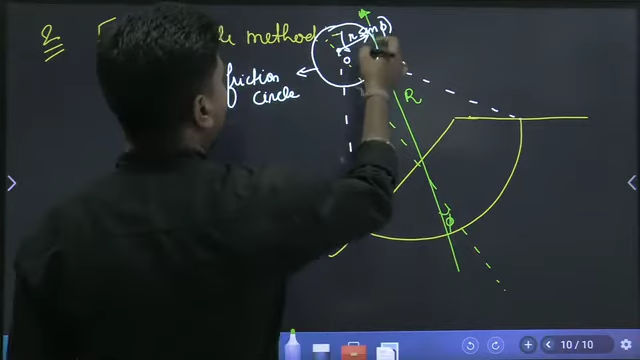 method
r sin φ)
O
friction
circle
R
φ
10 / 10